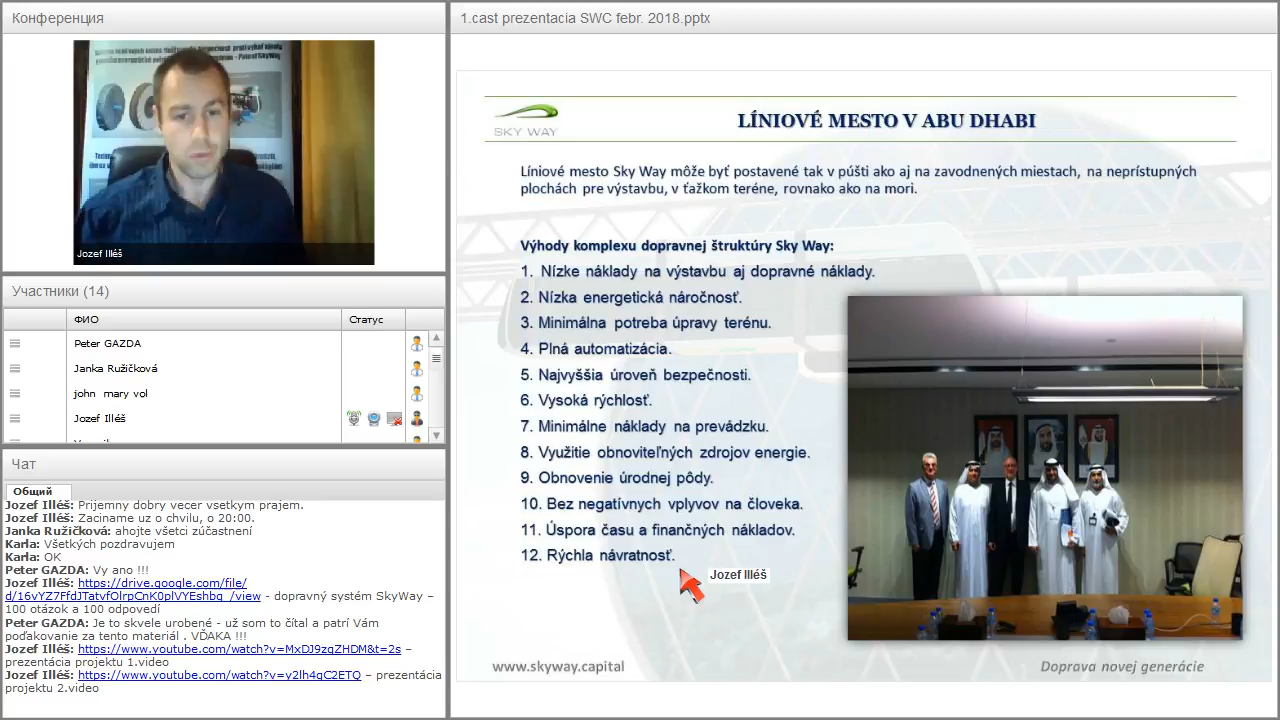 Конференция
Jozef Illéš
Участники (14)
ФИО
Статус
Peter GAZDA
Janka Ružičková
john mary vol
Jozef Illéš
Чат
Общий
Jozef Illéš: Prijemny dobry vecer vsetkym prajem.
Jozef Illéš: Zaciname uz o chvilu, o 20:00.
Janka Ružičková: ahojte všetci zúčastnení
Karla: Všetkých pozdravujem
Karla: OK
Peter GAZDA: Vy ano !!!
Jozef Illéš: https://drive.google.com/file/
d/16vYZ7FfdJTatvfOlrpCnK0plVYEshbq_/view - dopravný systém SkyWay –
100 otázok a 100 odpovedí
Peter GAZDA: Je to skvele urobené - už som to čítal a patrí Vám
poďakovanie za tento materiál . VĎAKA !!!
Jozef Illéš: https://www.youtube.com/watch?v=MxDJ9zqZHDM&t=2s –
prezentácia projektu 1.video
Jozef Illéš: https://www.youtube.com/watch?v=y2lh4qC2ETQ – prezentácia
projektu 2.video
1.cast prezentacia SWC febr. 2018.pptx
SKY WAY
LÍNIOVÉ MESTO V ABU DHABI
Líniové mesto Sky Way môže byť postavené tak v púšti ako aj na zavodnených miestach, na neprístupných
plochách pre výstavbu, v ťažkom teréne, rovnako ako na mori.
Výhody komplexu dopravnej štruktúry Sky Way:
1. Nízke náklady na výstavbu aj dopravné náklady.
2. Nízka energetická náročnosť.
3. Minimálna potreba úpravy terénu.
4. Plná automatizácia.
5. Najvyššia úroveň bezpečnosti.
6. Vysoká rýchlosť.
7. Minimálne náklady na prevádzku.
8. Využitie obnoviteľných zdrojov energie.
9. Obnovenie úrodnej pôdy.
10. Bez negatívnych vplyvov na človeka.
11. Úspora času a finančných nákladov.
12. Rýchla návratnosť.
Jozef Illéš
www.skyway.capital
Doprava novej generácie